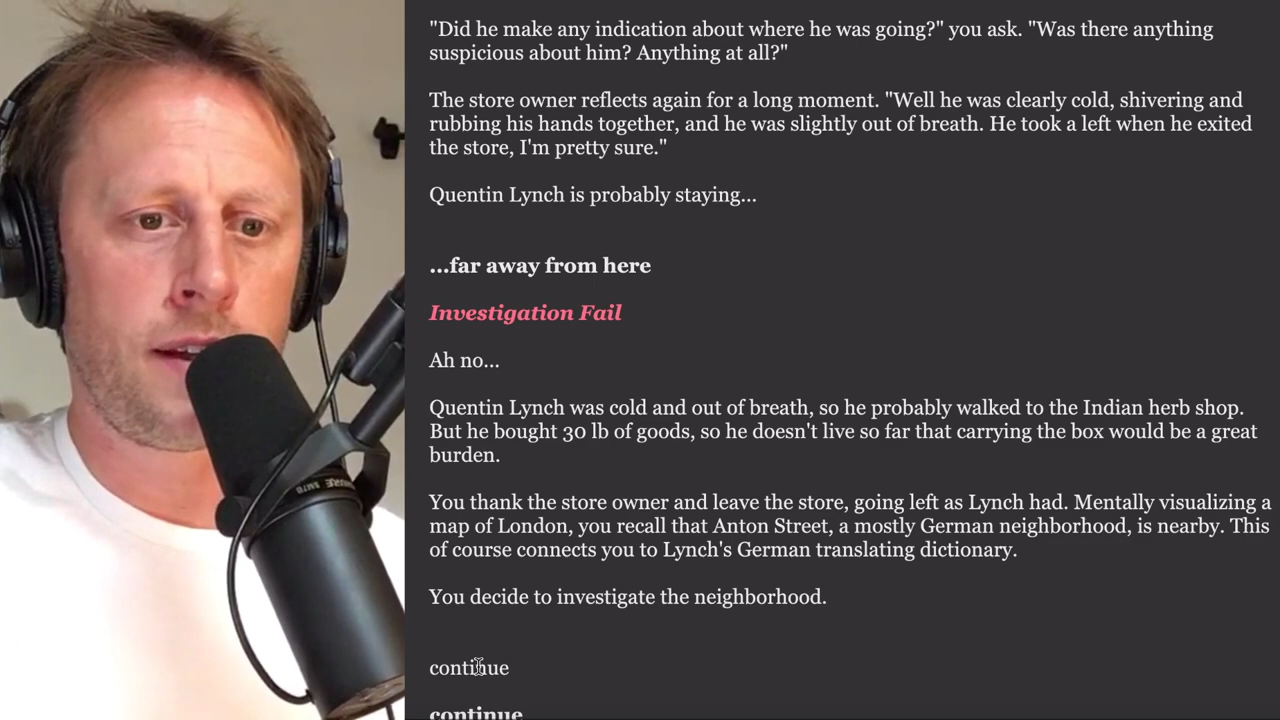 "Did he make any indication about where he was going?" you ask. "Was there anything
suspicious about him? Anything at all?"
The store owner reflects again for a long moment. "Well he was clearly cold, shivering and
rubbing his hands together, and he was slightly out of breath. He took a left when he exited
the store, I'm pretty sure."
Quentin Lynch is probably staying...
...far away from here
Investigation Fail
Ah no...
Quentin Lynch was cold and out of breath, so he probably walked to the Indian herb shop.
But he bought 30 lb of goods, so he doesn't live so far that carrying the box would be a great
burden.
You thank the store owner and leave the store, going left as Lynch had. Mentally visualizing a
map of London, you recall that Anton Street, a mostly German neighborhood, is nearby. This
of course connects you to Lynch's German translating dictionary.
You decide to investigate the neighborhood.
continue
continue
SHURE SM7B